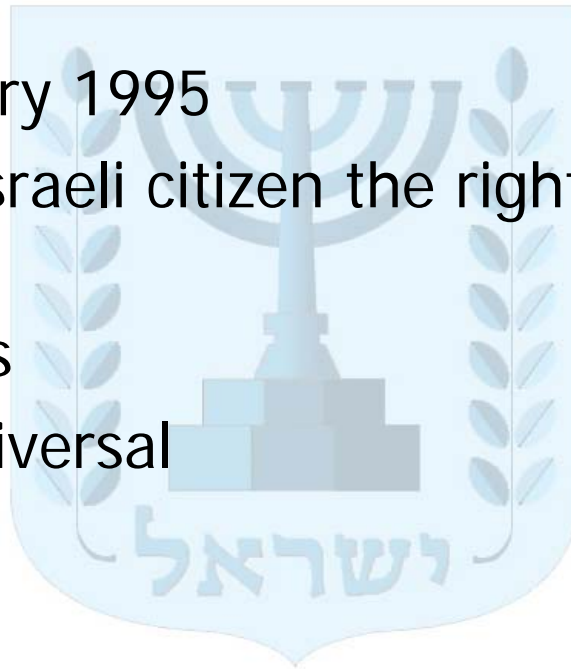 ry 1995
sraeli citizen the right
s
iversal
ישראל